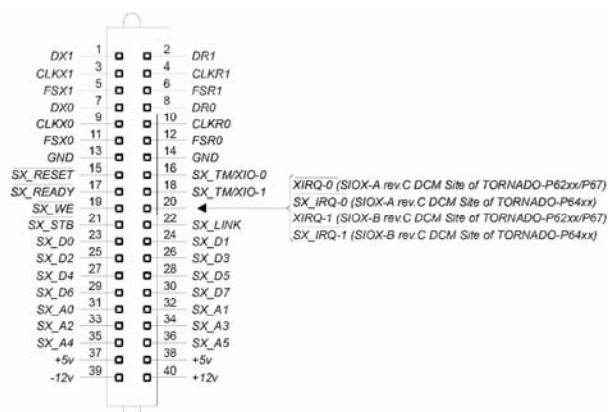 DX1 1 2 DR1
CLKX1 3 4 CLKR1
FSX1 5 6 FSR1
DX0 7 8 DR0
CLKX0 9 10 CLKR0
FSX0 11 12 FSR0
GND 13 14 GND
SX_RESET 15 16 SX_TM/XIO-0
SX_READY 17 18 SX_TM/XIO-1
SX_WE 19 20
XIRQ-0 (SIOX-A rev.C DCM Site of TORNADO-P62xx/P67)
SX_IRQ-0 (SIOX-A rev.C DCM Site of TORNADO-P64xx)
XIRQ-1 (SIOX-B rev.C DCM Site of TORNADO-P62xx/P67)
SX_IRQ-1 (SIOX-B rev.C DCM Site of TORNADO-P64xx)
SX_STB 21 22 SX_LINK
SX_D0 23 24 SX_D1
SX_D2 25 26 SX_D3
SX_D4 27 28 SX_D5
SX_D6 29 30 SX_D7
SX_A0 31 32 SX_A1
SX_A2 33 34 SX_A3
SX_A4 35 36 SX_A5
+5v 37 38 +5v
-12v 39 40 +12v